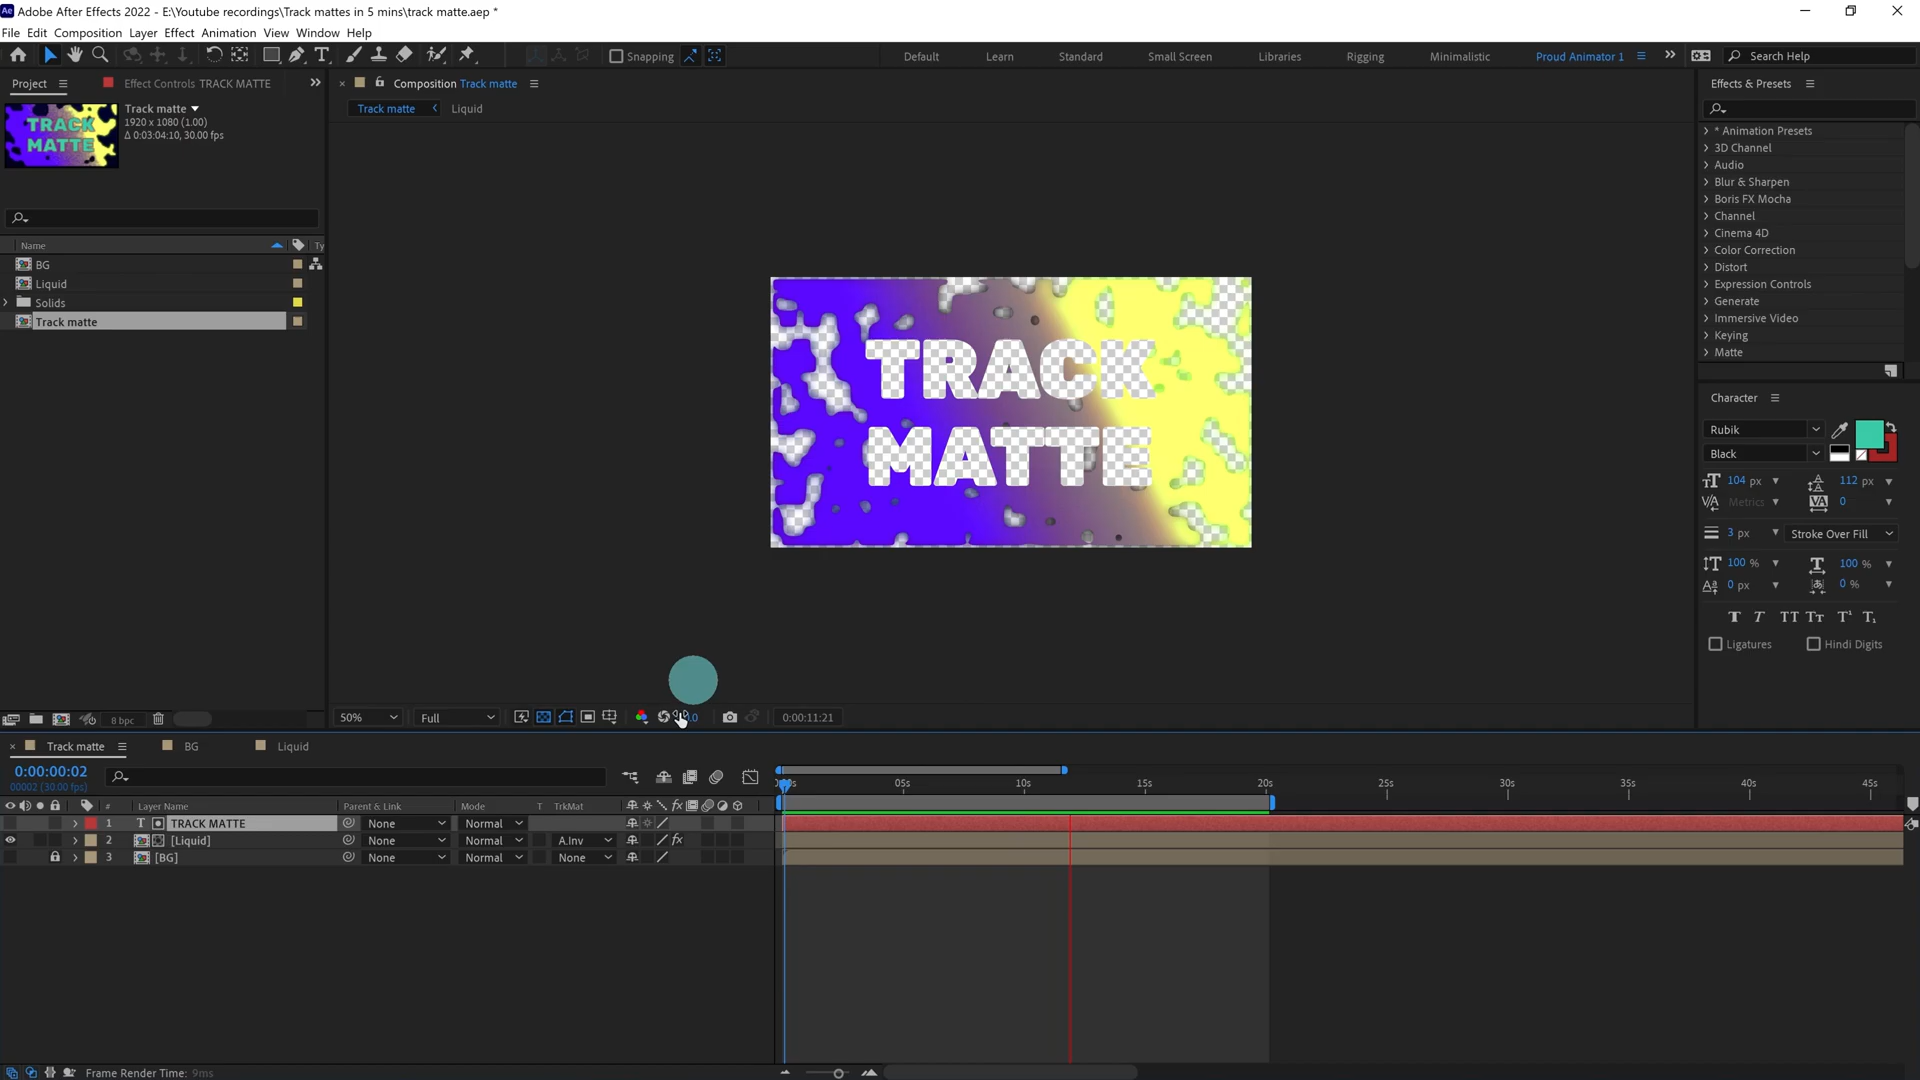 Ae Adobe After Effects 2022 - E:\Youtube recordings\Track mattes in 5 mins\track matte.aep *
File Edit Composition Layer Effect Animation View Window Help
Snapping
Default Learn Standard Small Screen Libraries Rigging Minimalistic Proud Animator 1 Search Help
Project Effect Controls TRACK MATTE
Composition Track matte
Effects & Presets
Track matte
1920 x 1080 (1.00)
Δ 0:03:04:10, 30.00 fps
TRACK
MATTE
Track matte Liquid
Name Ty
BG
Liquid
Solids
Track matte
TRACK
MATTE
* Animation Presets
3D Channel
Audio
Blur & Sharpen
Boris FX Mocha
Channel
Cinema 4D
Color Correction
Distort
Expression Controls
Generate
Immersive Video
Keying
Matte
Character
Rubik
Black
104 px 112 px
Metrics 0
3 px Stroke Over Fill
100 % 100 %
0 px 0 %
T T TT Tт T¹ T₁
Ligatures Hindi Digits
8 bpc
50% Full 0:00:11:21
Track matte BG Liquid
0:00:00:02
00002 (30.00 fps)
05s 10s 15s 20s 25s 30s 35s 40s 45s
# Layer Name Parent & Link Mode T TrkMat
1 T TRACK MATTE None Normal
2 [Liquid] None Normal A.Inv
3 [BG] None Normal None
Frame Render Time: 9ms